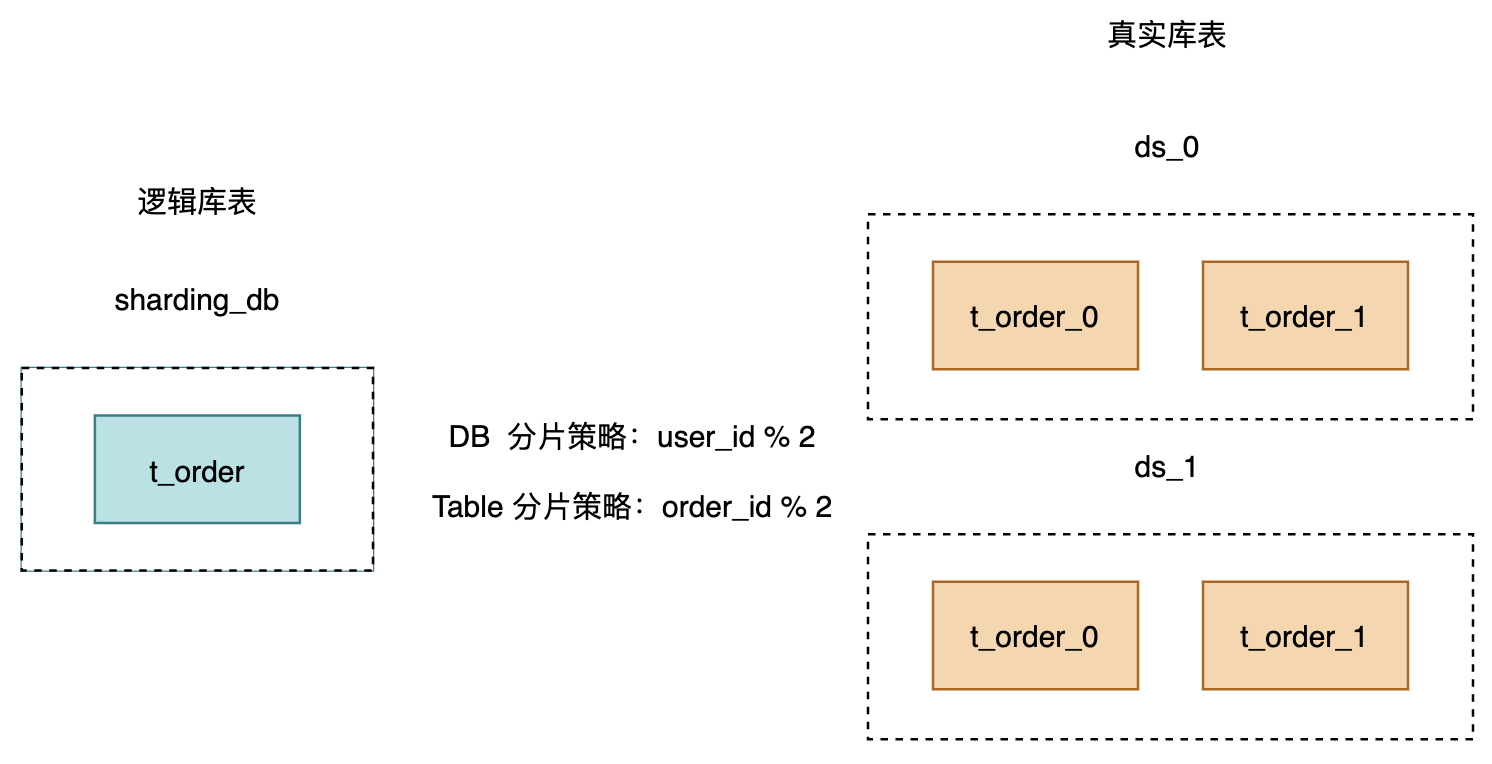 真实库表
ds_0
逻辑库表
t_order_0
t_order_1
sharding_db
DB 分片策略：user_id % 2
t_order
ds_1
Table 分片策略：order_id % 2
t_order_0
t_order_1